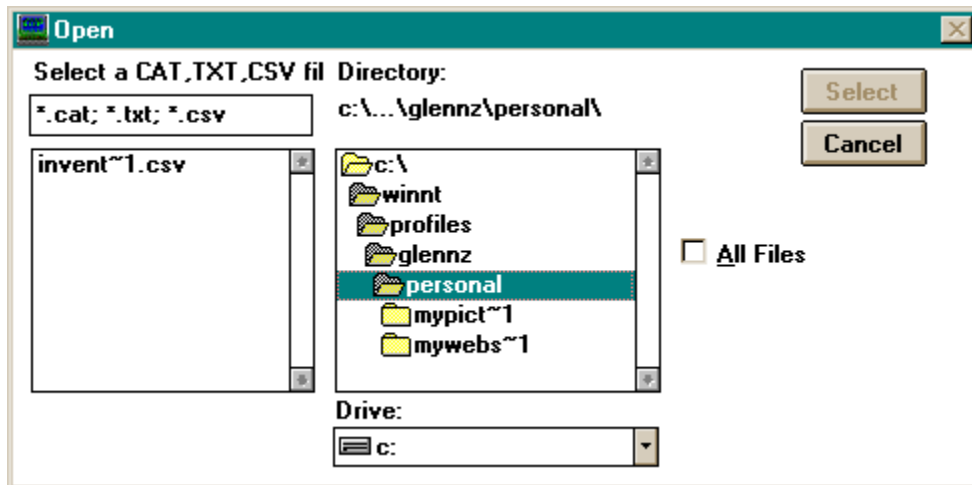 Open
Select a CAT,TXT,CSV fil
*.cat; *.txt; *.csv
invent~1.csv
Directory:
c:\...\glennz\personal\
c:\
winnt
profiles
glennz
personal
mypict~1
mywebs~1
Drive:
c:
Select
Cancel
All Files